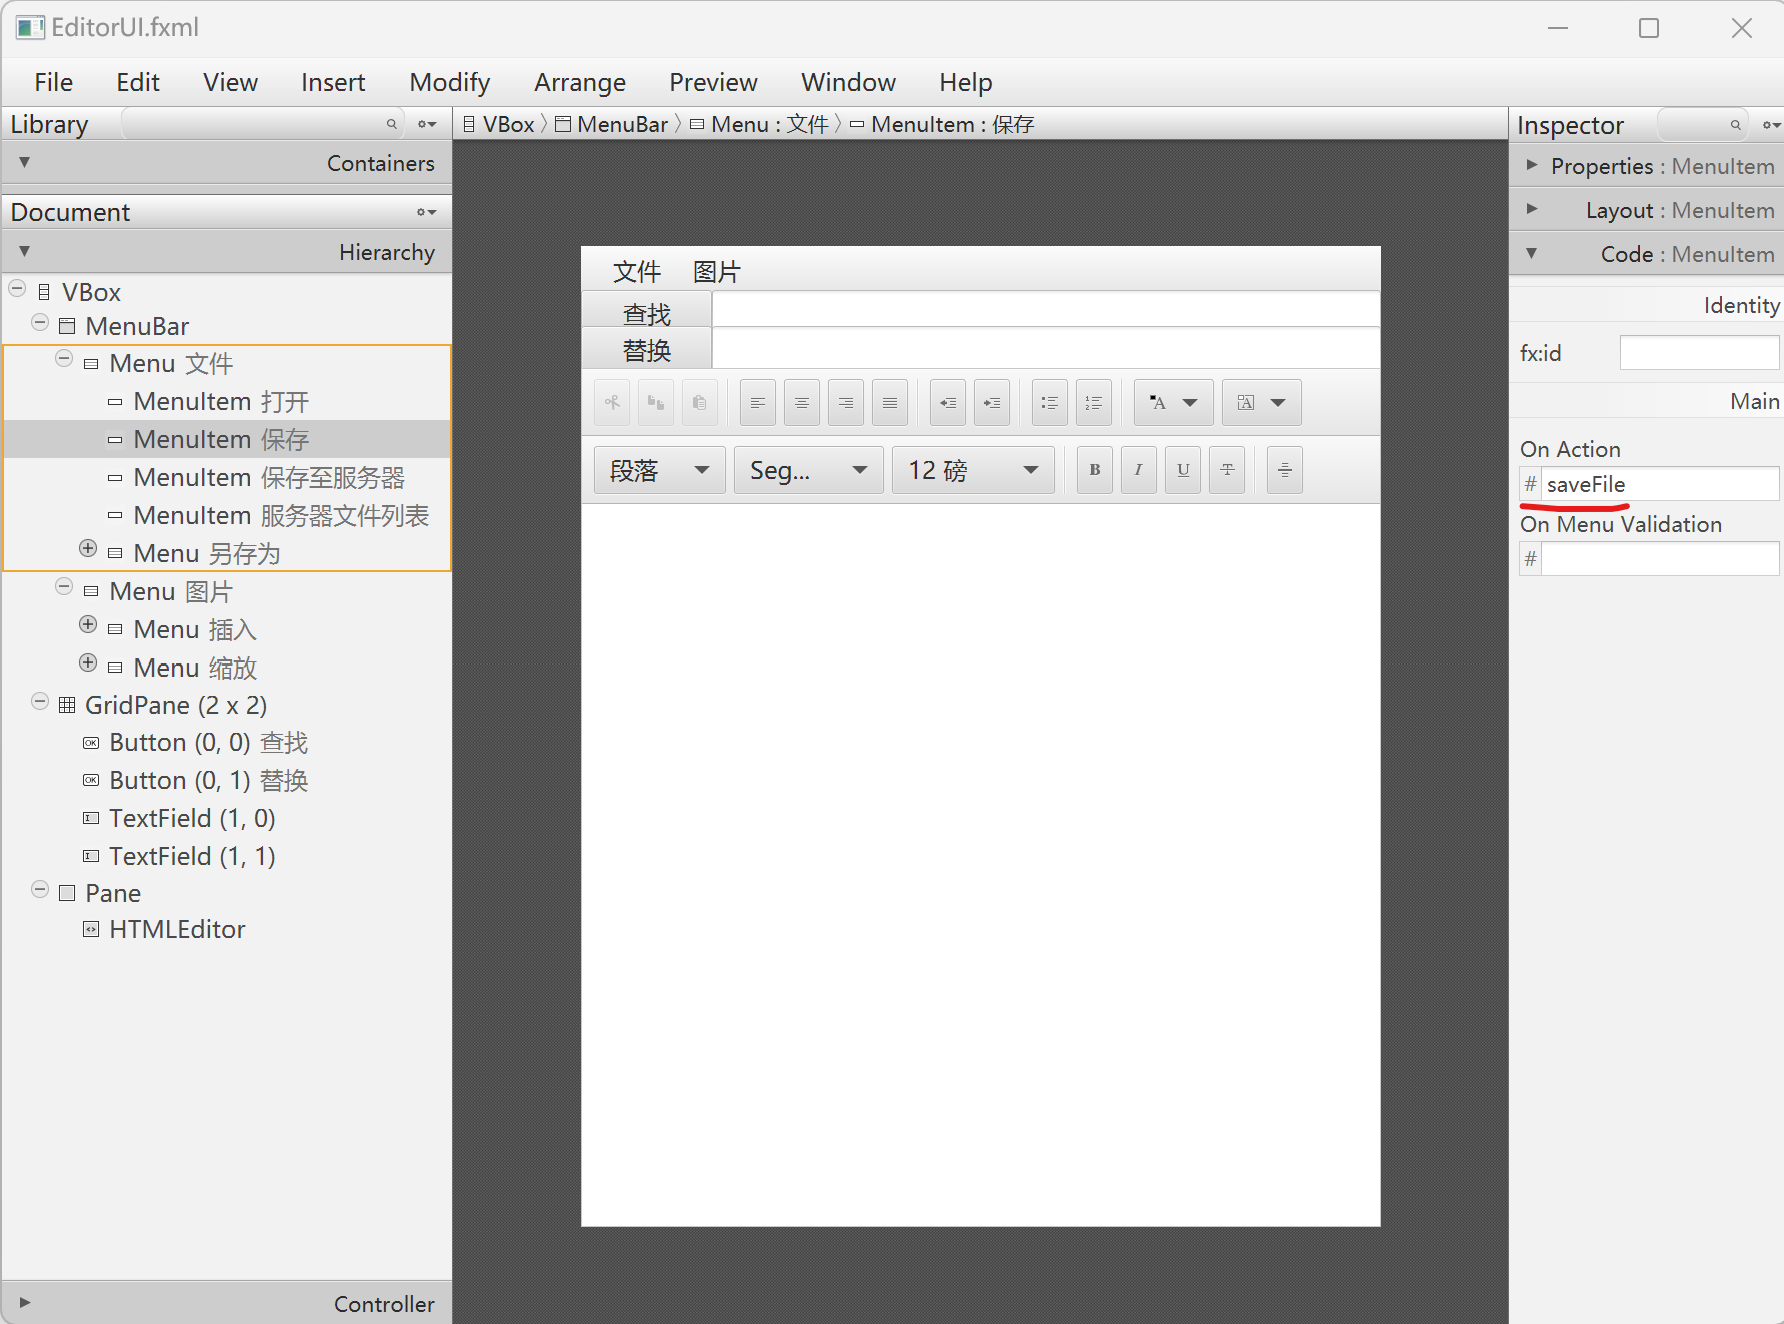 EditorUI.fxml
File Edit View Insert Modify Arrange Preview Window Help
Library
Containers
Document
Hierarchy
VBox
MenuBar
Menu 文件
MenuItem 打开
MenuItem 保存
MenuItem 保存至服务器
MenuItem 服务器文件列表
Menu 另存为
Menu 图片
Menu 插入
Menu 缩放
GridPane (2 x 2)
OK Button (0, 0) 查找
OK Button (0, 1) 替换
TextField (1, 0)
TextField (1, 1)
Pane
HTMLEditor
Controller
VBox MenuBar Menu : 文件 MenuItem : 保存
文件 图片
查找
替换
段落 Seg... 12 磅 B I U T
Inspector
Properties : MenuItem
Layout : MenuItem
Code : MenuItem
Identity
fx:id
Main
On Action
# saveFile
On Menu Validation
#